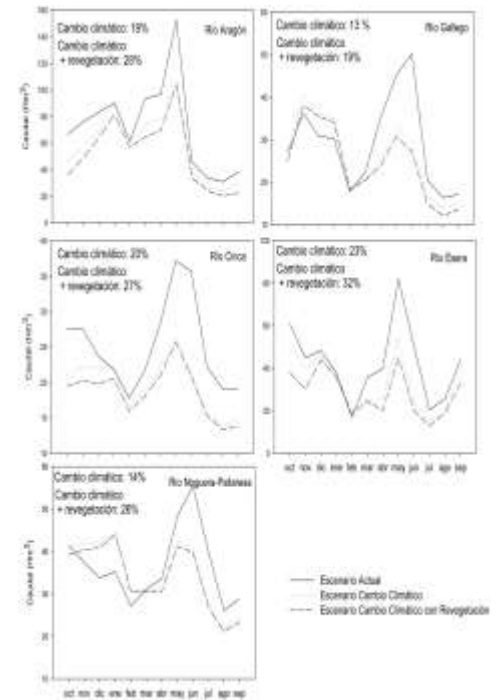 Cambio climático: 19%
Río Aragón
Cambio climático
+ revegetación: 28%
Caudal (Hm³)
Cambio climático: 13 %
Río Gallego
Cambio climático
+ revegetación: 19%
Cambio climático: 20%
Río Cinca
Cambio climático:
+ revegetación: 27%
Caudal (Hm³)
Cambio climático: 23%
Río Esera
Cambio climático
+ revegetación: 32%
oct nov dic ene feb mar abr may jun jul ago sep
Cambio climático: 14%
Río Noguera-Pallaresa
Cambio climático
+ revegetación: 26%
Caudal (Hm³)
oct nov dic ene feb mar abr may jun jul ago sep
Escenario Actual
Escenario Cambio Climático
Escenario Cambio Climático con Revegetación